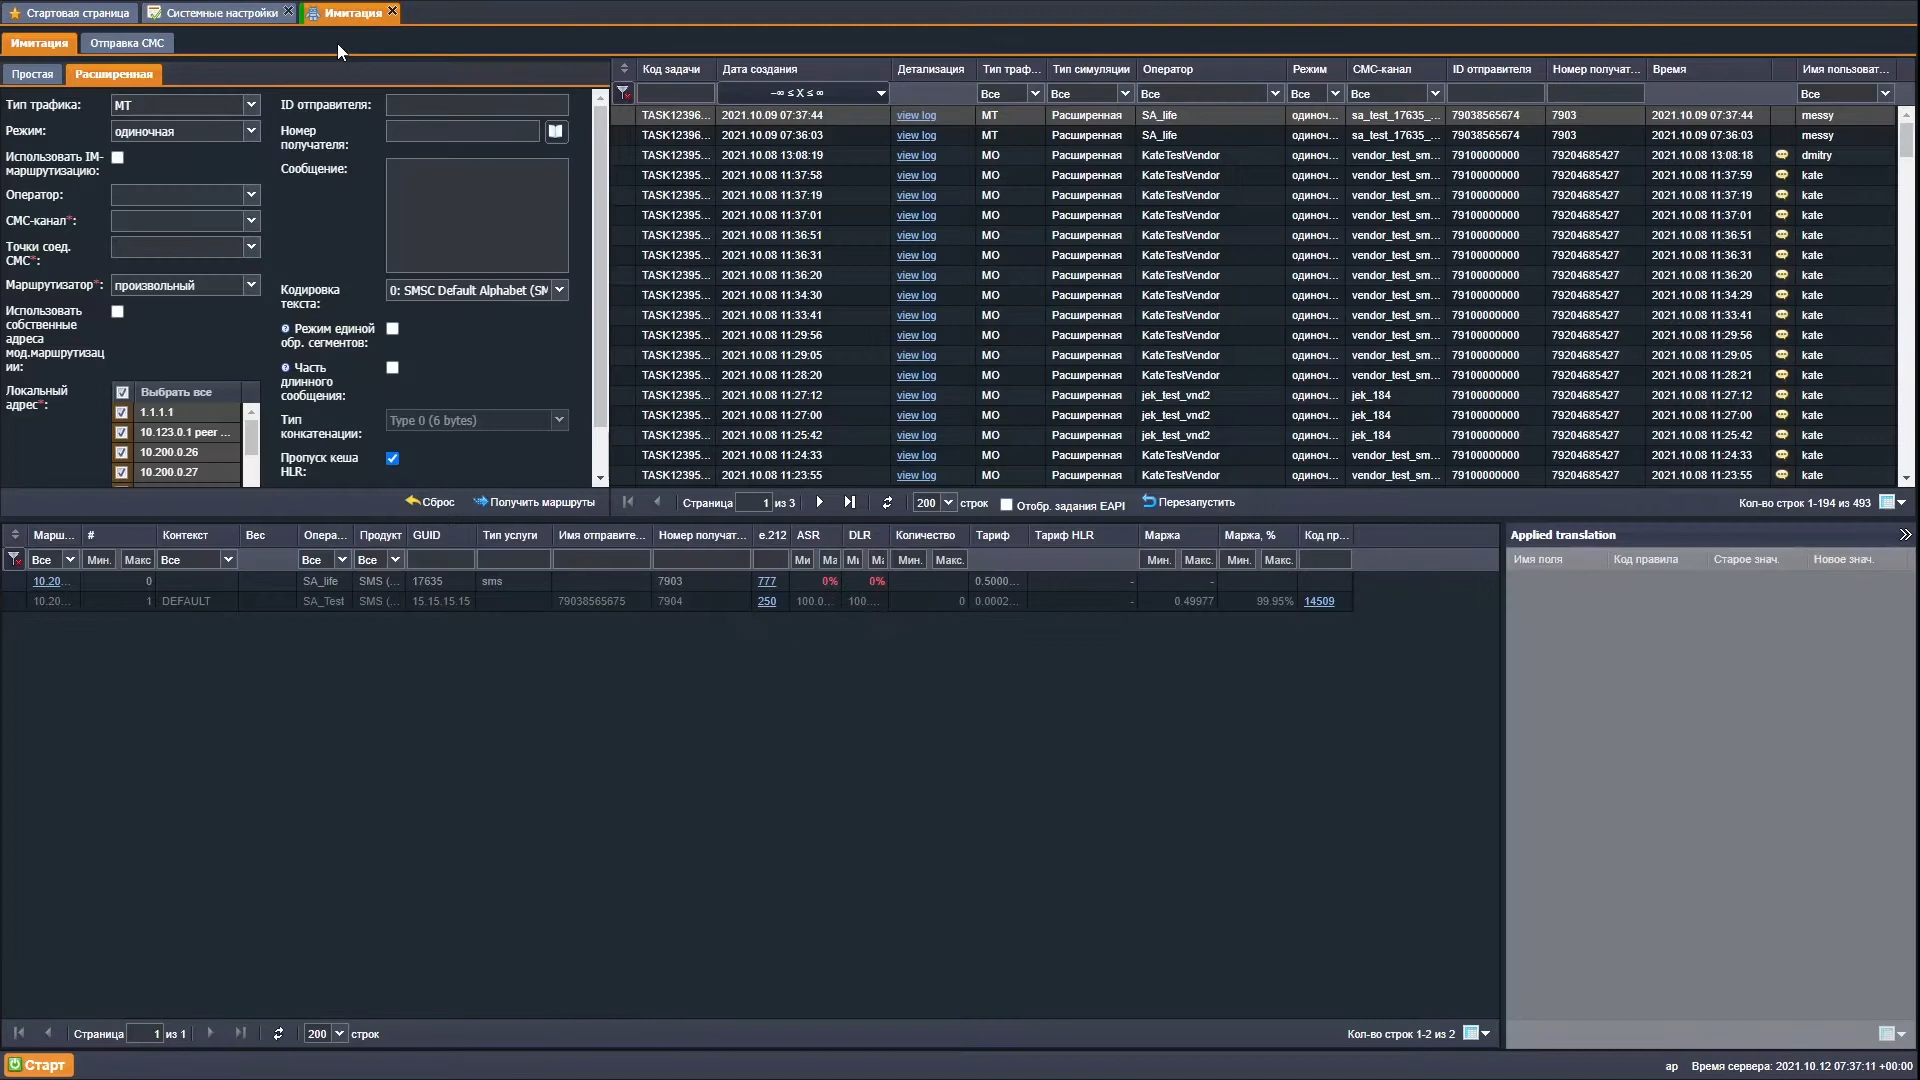 Стартовая страница Системные настройки Имитация
Имитация Отправка СМС
Простая Расширенная
Тип трафика: MT
Режим: одиночная
Использовать IM-маршрутизацию:
Оператор:
СМС-канал*:
Точки соед. СМС*:
Маршрутизатор*: произвольный
Использовать
собственные
адреса
мод.маршрутизац
ии:
Локальный
адрес*:
Выбрать все
1.1.1.1
10.123.0.1 peer ...
10.200.0.26
10.200.0.27
ID отправителя:
Номер
получателя:
Сообщение:
Кодировка
текста:
0: SMSC Default Alphabet (SM
Режим единой
обр. сегментов:
Часть
длинного
сообщения:
Тип
конкатенации:
Type 0 (6 bytes)
Пропуск кеша
HLR:
Сброс Получить маршруты
Код задачи Дата создания Детализация Тип траф... Тип симуляции Оператор Режим СМС-канал ID отправителя Номер получат... Время Имя пользоват...
-∞ ≤ X ≤ ∞ Все Все Все Все Все Все
TASK12396... 2021.10.09 07:37:44 view log MT Расширенная SA_life одиноч... sa_test_17635_... 79038565674 7903 2021.10.09 07:37:44 messy
TASK12396... 2021.10.09 07:36:03 view log MT Расширенная SA_life одиноч... sa_test_17635_... 79038565674 7903 2021.10.09 07:36:03 messy
TASK12395... 2021.10.08 13:08:19 view log MO Расширенная KateTestVendor одиноч... vendor_test_sm... 79100000000 79204685427 2021.10.08 13:08:18 dmitry
TASK12395... 2021.10.08 11:37:58 view log MO Расширенная KateTestVendor одиноч... vendor_test_sm... 79100000000 79204685427 2021.10.08 11:37:59 kate
TASK12395... 2021.10.08 11:37:19 view log MO Расширенная KateTestVendor одиноч... vendor_test_sm... 79100000000 79204685427 2021.10.08 11:37:19 kate
TASK12395... 2021.10.08 11:37:01 view log MO Расширенная KateTestVendor одиноч... vendor_test_sm... 79100000000 79204685427 2021.10.08 11:37:01 kate
TASK12395... 2021.10.08 11:36:51 view log MO Расширенная KateTestVendor одиноч... vendor_test_sm... 79100000000 79204685427 2021.10.08 11:36:51 kate
TASK12395... 2021.10.08 11:36:31 view log MO Расширенная KateTestVendor одиноч... vendor_test_sm... 79100000000 79204685427 2021.10.08 11:36:31 kate
TASK12395... 2021.10.08 11:36:20 view log MO Расширенная KateTestVendor одиноч... vendor_test_sm... 79100000000 79204685427 2021.10.08 11:36:20 kate
TASK12395... 2021.10.08 11:34:30 view log MO Расширенная KateTestVendor одиноч... vendor_test_sm... 79100000000 79204685427 2021.10.08 11:34:29 kate
TASK12395... 2021.10.08 11:33:41 view log MO Расширенная KateTestVendor одиноч... vendor_test_sm... 79100000000 79204685427 2021.10.08 11:33:41 kate
TASK12395... 2021.10.08 11:29:56 view log MO Расширенная KateTestVendor одиноч... vendor_test_sm... 79100000000 79204685427 2021.10.08 11:29:56 kate
TASK12395... 2021.10.08 11:29:05 view log MO Расширенная KateTestVendor одиноч... vendor_test_sm... 79100000000 79204685427 2021.10.08 11:29:05 kate
TASK12395... 2021.10.08 11:28:20 view log MO Расширенная KateTestVendor одиноч... vendor_test_sm... 79100000000 79204685427 2021.10.08 11:28:21 kate
TASK12395... 2021.10.08 11:27:12 view log MO Расширенная jek_test_vnd2 одиноч... jek_184 79100000000 79204685427 2021.10.08 11:27:12 kate
TASK12395... 2021.10.08 11:27:00 view log MO Расширенная jek_test_vnd2 одиноч... jek_184 79100000000 79204685427 2021.10.08 11:27:00 kate
TASK12395... 2021.10.08 11:25:42 view log MO Расширенная jek_test_vnd2 одиноч... jek_184 79100000000 79204685427 2021.10.08 11:25:42 kate
TASK12395... 2021.10.08 11:24:33 view log MO Расширенная KateTestVendor одиноч... vendor_test_sm... 79100000000 79204685427 2021.10.08 11:24:33 kate
TASK12395... 2021.10.08 11:23:55 view log MO Расширенная KateTestVendor одиноч... vendor_test_sm... 79100000000 79204685427 2021.10.08 11:23:55 kate
Страница 1 из 3 200 строк Отобр. задания EAPI Перезапустить Кол-во строк 1-194 из 493
Марш... # Контекст Вес Опера... Продукт GUID Тип услуги Имя отправите... Номер получат... e.212 ASR DLR Количество Тариф Тариф HLR Маржа Маржа, % Код пр...
Все Мин. Макс Все Все Все Ми Ма Мı Ма Мин. Макс. Мин. Макс. Мин. Макс.
10.20... 0 SA_life SMS (... 17635 sms 7903 777 0% 0% 0.5000... - -
10.20... 1 DEFAULT SA_Test SMS (... 15.15.15.15 79038565675 7904 250 100.0... 100.... 0 0.0002... - 0.49977 99.95% 14509
Applied translation
Имя поля Код правила Старое знач. Новое знач.
Страница 1 из 1 200 строк Кол-во строк 1-2 из 2
Старт ap Время сервера: 2021.10.12 07:37:11 +00:00